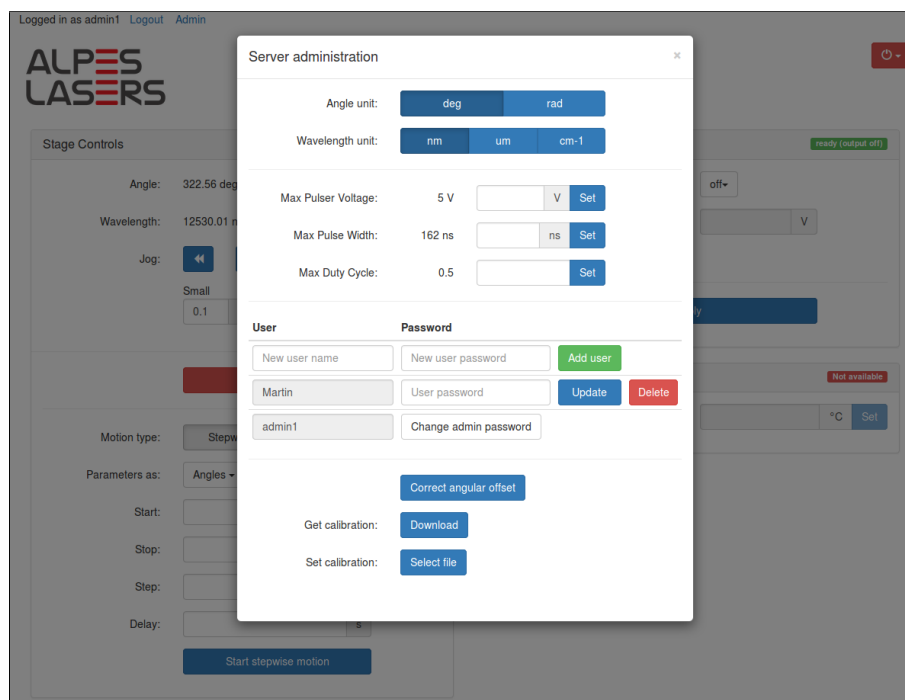 Logged in as admin1 Logout Admin
ALPES
LASERS
Server administration ×
Angle unit: deg rad
Wavelength unit: nm um cm-1
Max Pulser Voltage: 5 V V Set
Max Pulse Width: 162 ns ns Set
Max Duty Cycle: 0.5 Set
User Password
New user name New user password Add user
Martin User password Update Delete
admin1 Change admin password
Correct angular offset
Get calibration: Download
Set calibration: Select file
Stage Controls
Angle: 322.56 deg
Wavelength: 12530.01
Jog:
Small
0.1
Motion type:
Parameters as: Angles
Start:
Stop:
Step:
Delay: s
Start stepwise motion
ready (output off)
off
V
Not available
°C Set